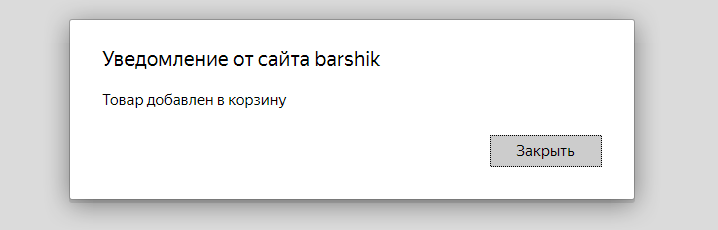 Уведомление от сайта barshik
Товар добавлен в корзину
Закрыть